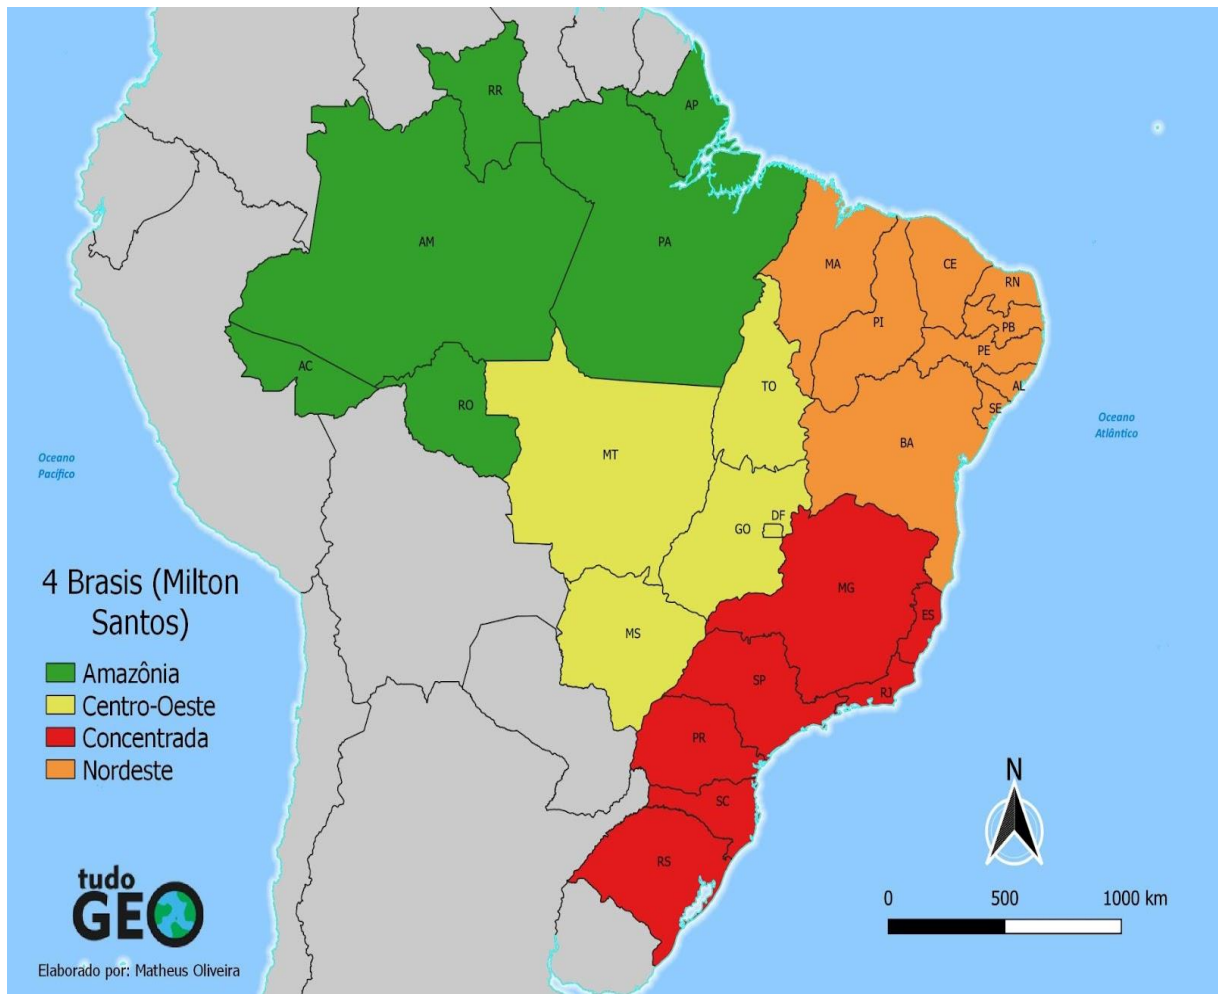 RR
AP
AM
PA
MA
CE
RN
PI
PB
PE
AC
TO
AL
RO
SE
BA
MT
Oceano
Atlântico
Oceano
Pacífico
GO
DF
4 Brasis (Milton
Santos)
MG
ES
MS
Amazônia
Centro-Oeste
Concentrada
Nordeste
SP
RJ
PR
SC
RS
N
0 500 1000 km
tudo
GEO
Elaborado por: Matheus Oliveira